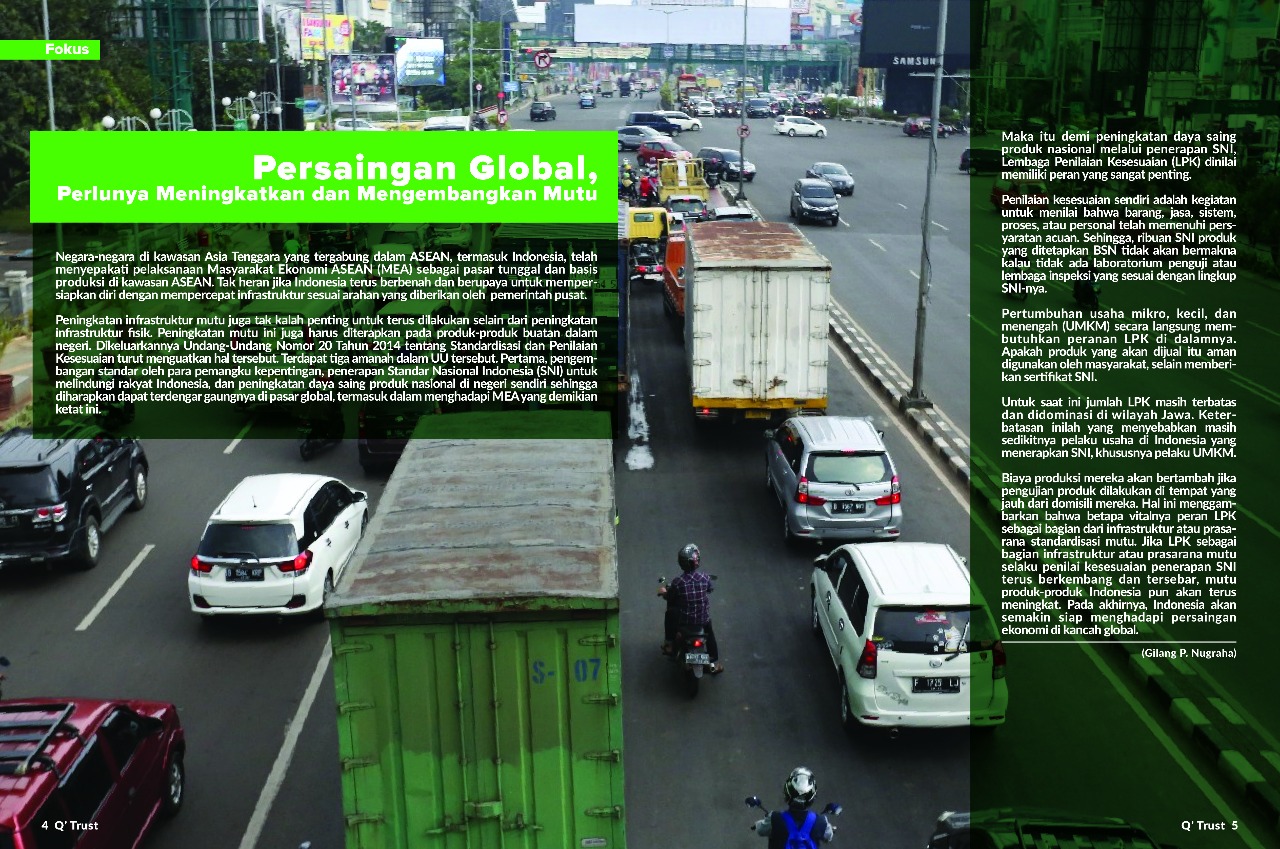 Fokus
Persaingan Global,
Perlunya Meningkatkan dan Mengembangkan Mutu
Negara-negara di kawasan Asia Tenggara yang tergabung dalam ASEAN, termasuk Indonesia, telah
menyepakati pelaksanaan Masyarakat Ekonomi ASEAN (MEA) sebagai pasar tunggal dan basis
produksi di kawasan ASEAN. Tak heran jika Indonesia terus berbenah dan berupaya untuk memper-
siapkan diri dengan mempercepat infrastruktur sesuai arahan yang diberikan oleh pemerintah pusat.
Peningkatan infrastruktur mutu juga tak kalah penting untuk terus dilakukan selain dari peningkatan
infrastruktur fisik. Peningkatan mutu ini juga harus diterapkan pada produk-produk buatan dalam
negeri. Dikeluarkannya Undang-Undang Nomor 20 Tahun 2014 tentang Standardisasi dan Penilaian
Kesesuaian turut menguatkan hal tersebut. Terdapat tiga amanah dalam UU tersebut. Pertama, pengem-
bangan standar oleh para pemangku kepentingan, penerapan Standar Nasional Indonesia (SNI) untuk
melindungi rakyat Indonesia, dan peningkatan daya saing produk nasional di negeri sendiri sehingga
diharapkan dapat terdengar gaungnya di pasar global, termasuk dalam menghadapi MEA yang demikian
ketat ini.
SAMSUNG
S- 07
4 Q' Trust
Maka itu demi peningkatan daya saing
produk nasional melalui penerapan SNI,
Lembaga Penilaian Kesesuaian (LPK) dinilai
memiliki peran yang sangat penting.
Penilaian kesesuaian sendiri adalah kegiatan
untuk menilai bahwa barang, jasa, sistem,
proses, atau personal telah memenuhi pers-
yaratan acuan. Sehingga, ribuan SNI produk
yang ditetapkan BSN tidak akan bermakna
kalau tidak ada laboratorium penguji atau
lembaga inspeksi yang sesuai dengan lingkup
SNI-nya.
Pertumbuhan usaha mikro, kecil, dan
menengah (UMKM) secara langsung mem-
butuhkan peranan LPK di dalamnya.
Apakah produk yang akan dijual itu aman
digunakan oleh masyarakat, selain memberi-
kan sertifikat SNI.
Untuk saat ini jumlah LPK masih terbatas
dan didominasi di wilayah Jawa. Keter-
batasan inilah yang menyebabkan masih
sedikitnya pelaku usaha di Indonesia yang
menerapkan SNI, khususnya pelaku UMKM.
Biaya produksi mereka akan bertambah jika
pengujian produk dilakukan di tempat yang
jauh dari domisili mereka. Hal ini menggam-
barkan bahwa betapa vitalnya peran LPK
sebagai bagian dari infrastruktur atau prasa-
rana standardisasi mutu. Jika LPK sebagai
bagian infrastruktur atau prasarana mutu
selaku penilai kesesuaian penerapan SNI
terus berkembang dan tersebar, mutu
produk-produk Indonesia pun akan terus
meningkat. Pada akhirnya, Indonesia akan
semakin siap menghadapi persaingan
ekonomi di kancah global.
(Gilang P. Nugraha)
Q' Trust 5